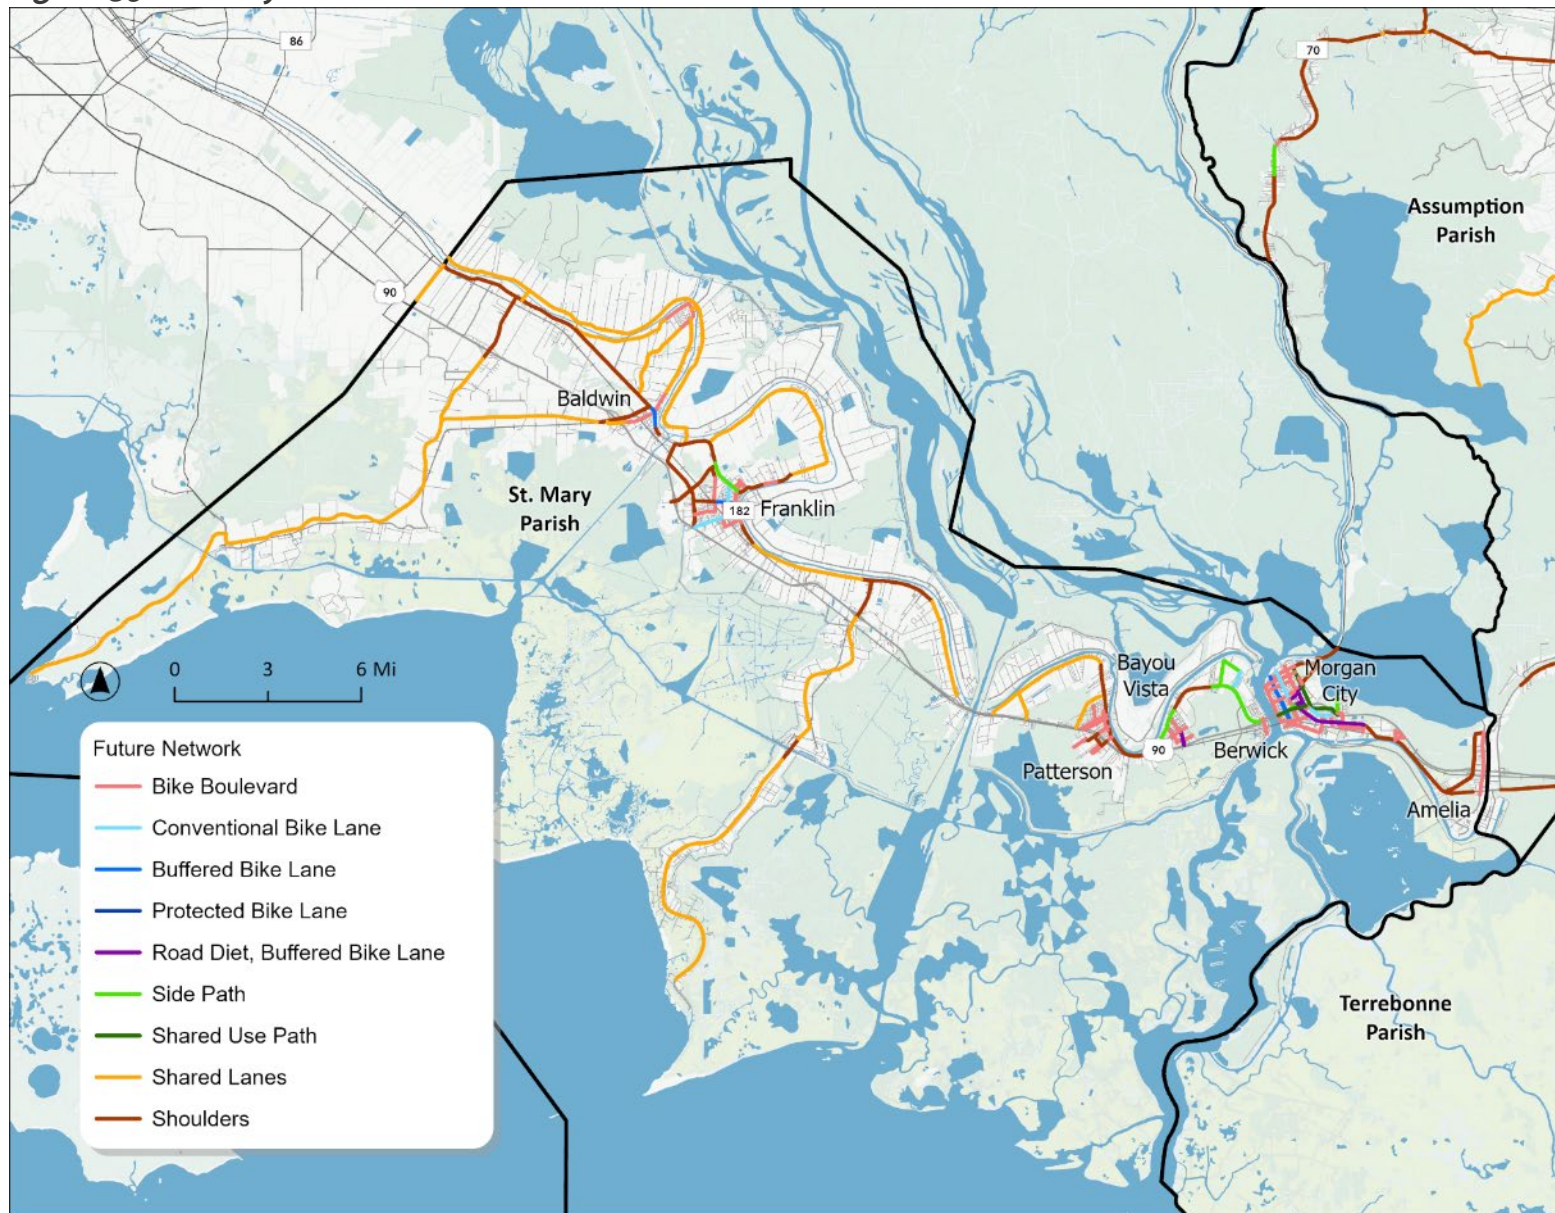 86
70
Assumption
Parish
90
Baldwin
St. Mary
Parish
182
Franklin
0 3 6 Mi
Bayou
Vista
Morgan
City
90
Berwick
Patterson
Amelia
Terrebonne
Parish
Future Network
Bike Boulevard
Conventional Bike Lane
Buffered Bike Lane
Protected Bike Lane
Road Diet, Buffered Bike Lane
Side Path
Shared Use Path
Shared Lanes
Shoulders